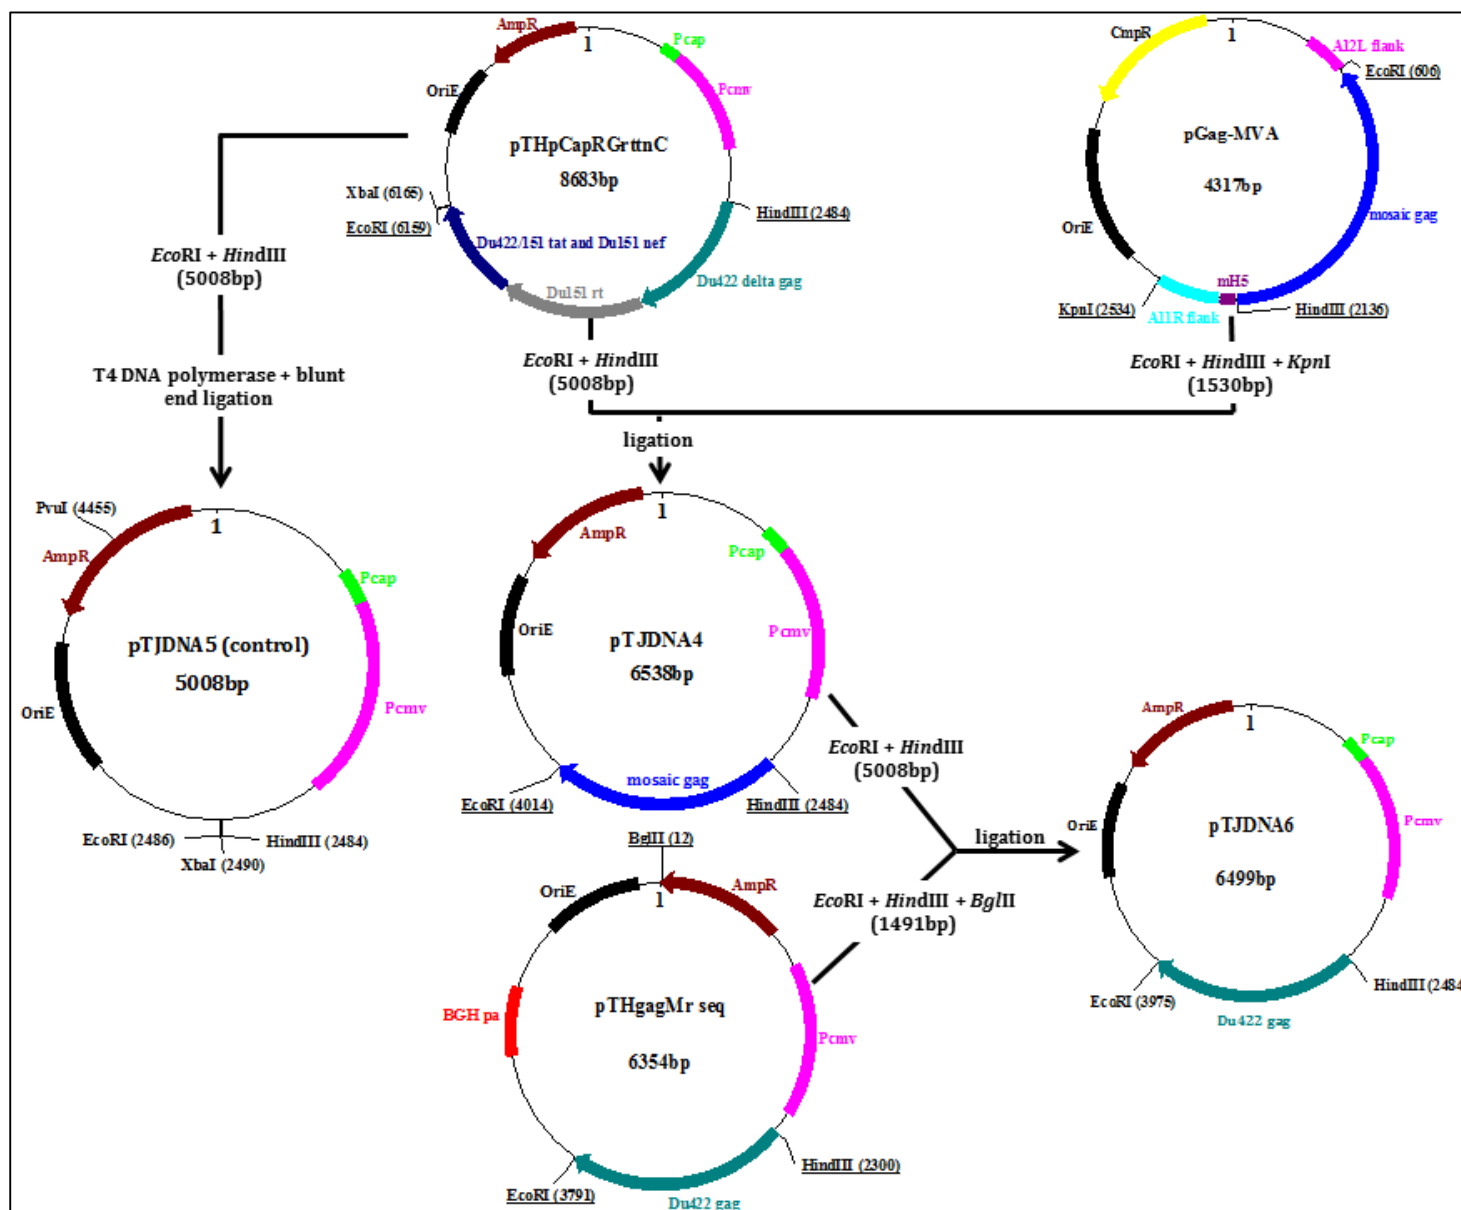 AmpR
1
Pcap
Pcmv
OriE
pTHpCapRGrttnC
8683bp
XbaI (6165)
EcoRI (6159)
HindIII (2484)
Du422/151 tat and Du151 nef
Du422 delta gag
Du151 rt
CmpR
1
A12L flank
EcoRI (606)
pGag-MVA
4317bp
OriE
mosaic gag
mH5
KpnI (2534)
A11R flank
HindIII (2136)
EcoRI + HindIII
(5008bp)
T4 DNA polymerase + blunt
end ligation
EcoRI + HindIII
(5008bp)
EcoRI + HindIII + KpnI
(1530bp)
ligation
PvuI (4455)
1
AmpR
Pcap
pTJDNA5 (control)
5008bp
OriE
Pcmv
EcoRI (2486)
HindIII (2484)
XbaI (2490)
1
AmpR
Pcap
OriE
Pcmv
pTJDNA4
6538bp
mosaic gag
EcoRI (4014)
HindIII (2484)
EcoRI + HindIII
(5008bp)
ligation
EcoRI + HindIII + BglII
(1491bp)
BglII (12)
OriE
1
AmpR
BGH pa
pTHgagMr seq
6354bp
Pcmv
HindIII (2300)
EcoRI (3791)
Du422 gag
AmpR
1
Pcap
OriE
pTJDNA6
6499bp
Pcmv
HindIII (2484
EcoRI (3975)
Du422 gag